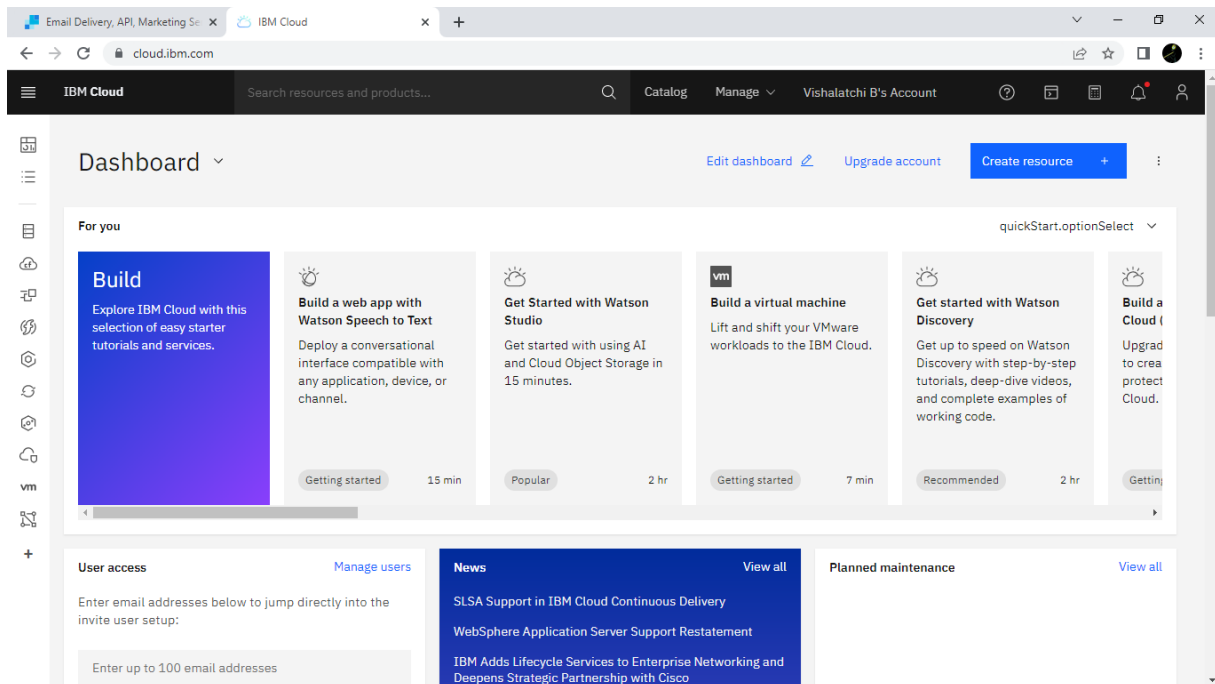 Email Delivery, API, Marketing Se
IBM Cloud
cloud.ibm.com
IBM Cloud
Search resources and products...
Catalog
Manage
Vishalatchi B's Account
Dashboard
Edit dashboard
Upgrade account
Create resource +
For you
quickStart.optionSelect
Build
Explore IBM Cloud with this
selection of easy starter
tutorials and services.
Build a web app with
Watson Speech to Text
Deploy a conversational
interface compatible with
any application, device, or
channel.
Getting started
15 min
Get Started with Watson
Studio
Get started with using AI
and Cloud Object Storage in
15 minutes.
Popular
2 hr
vm
Build a virtual machine
Lift and shift your VMware
workloads to the IBM Cloud.
Getting started
7 min
Get started with Watson
Discovery
Get up to speed on Watson
Discovery with step-by-step
tutorials, deep-dive videos,
and complete examples of
working code.
Recommended
2 hr
Build a
Cloud (
Upgrad
to crea
protect
Cloud.
Getting
vm
User access
Manage users
Enter email addresses below to jump directly into the
invite user setup:
Enter up to 100 email addresses
News
View all
SLSA Support in IBM Cloud Continuous Delivery
WebSphere Application Server Support Restatement
IBM Adds Lifecycle Services to Enterprise Networking and
Deepens Strategic Partnership with Cisco
Planned maintenance
View all